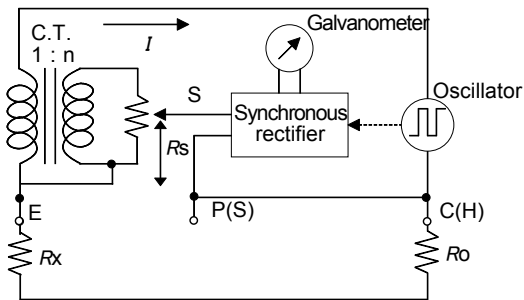 Galvanometer
C.T.
1 : n
I
S
Synchronous
rectifier
Oscillator
Rs
E
P(S)
C(H)
Rx
Ro